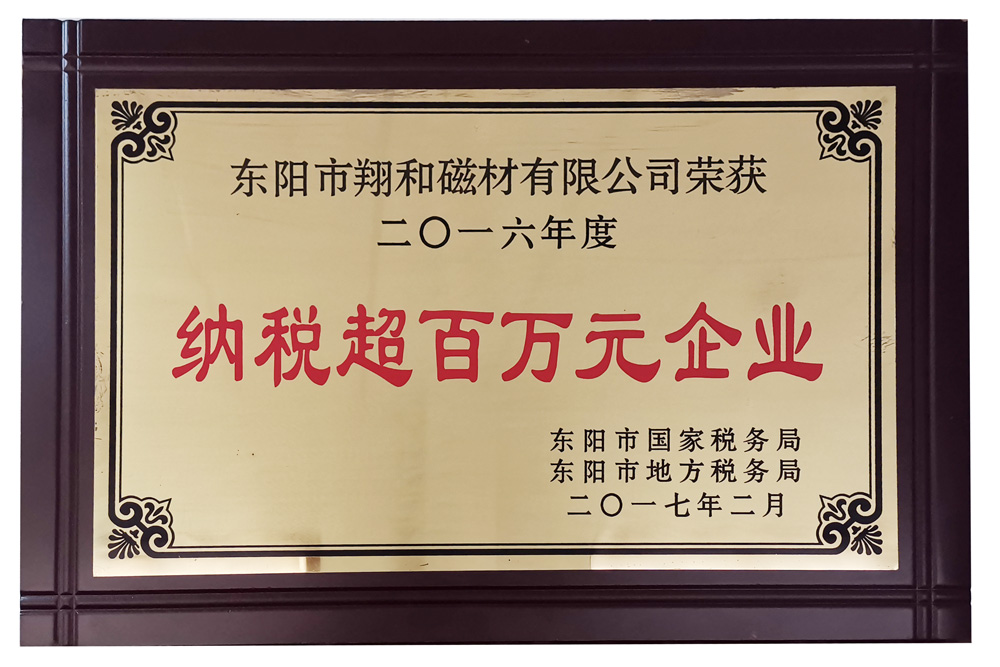 东阳市翔和磁材有限公司荣获
二〇一六年度
纳税超百万元企业
东阳市国家税务局
东阳市地方税务局
二〇一七年二月